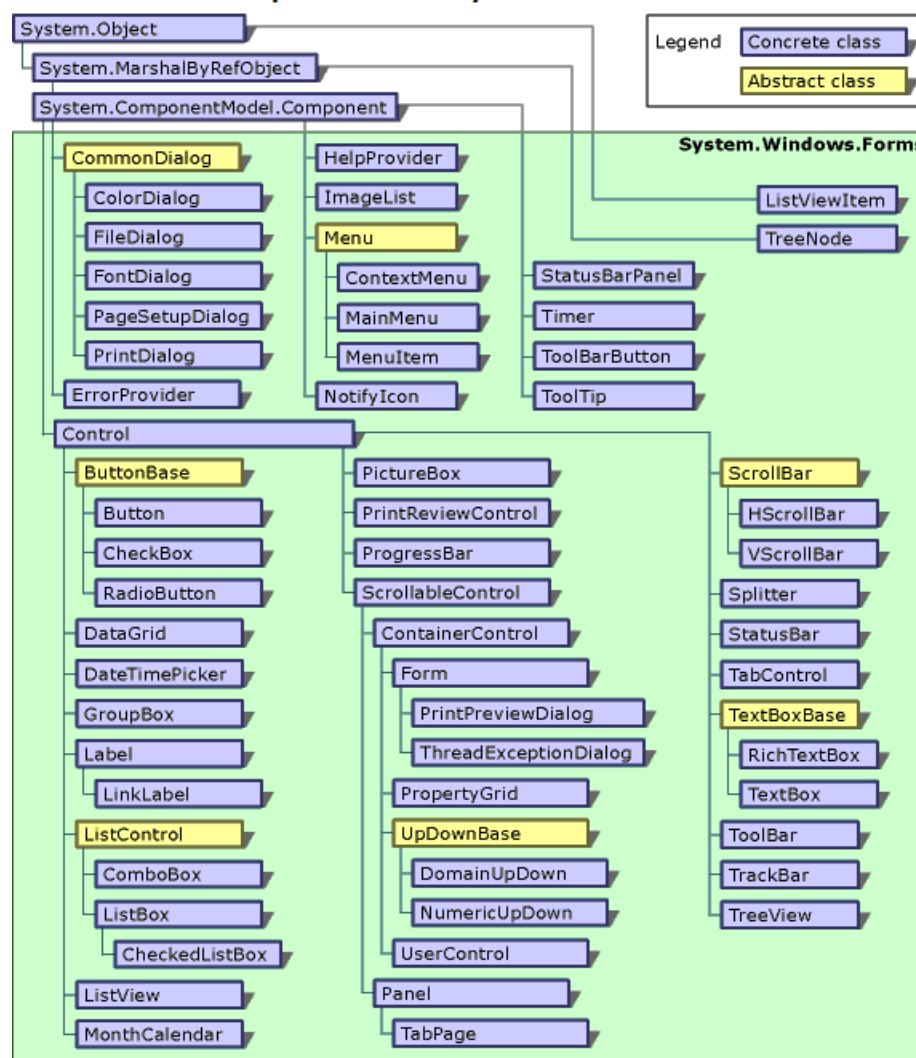 System.Object
System.MarshalByRefObject
System.ComponentModel.Component
Legend
Concrete class
Abstract class
System.Windows.Forms
CommonDialog
ColorDialog
FileDialog
FontDialog
PageSetupDialog
PrintDialog
ErrorProvider
HelpProvider
ImageList
Menu
ContextMenu
MainMenu
MenuItem
NotifyIcon
StatusBarPanel
Timer
ToolBarButton
ToolTip
ListViewItem
TreeNode
Control
ButtonBase
Button
CheckBox
RadioButton
DataGrid
DateTimePicker
GroupBox
Label
LinkLabel
ListControl
ComboBox
ListBox
CheckedListBox
ListView
MonthCalendar
PictureBox
PrintReviewControl
ProgressBar
ScrollableControl
ContainerControl
Form
PrintPreviewDialog
ThreadExceptionDialog
PropertyGrid
UpDownBase
DomainUpDown
NumericUpDown
UserControl
Panel
TabPage
ScrollBar
HScrollBar
VScrollBar
Splitter
StatusBar
TabControl
TextBoxBase
RichTextBox
TextBox
ToolBar
TrackBar
TreeView